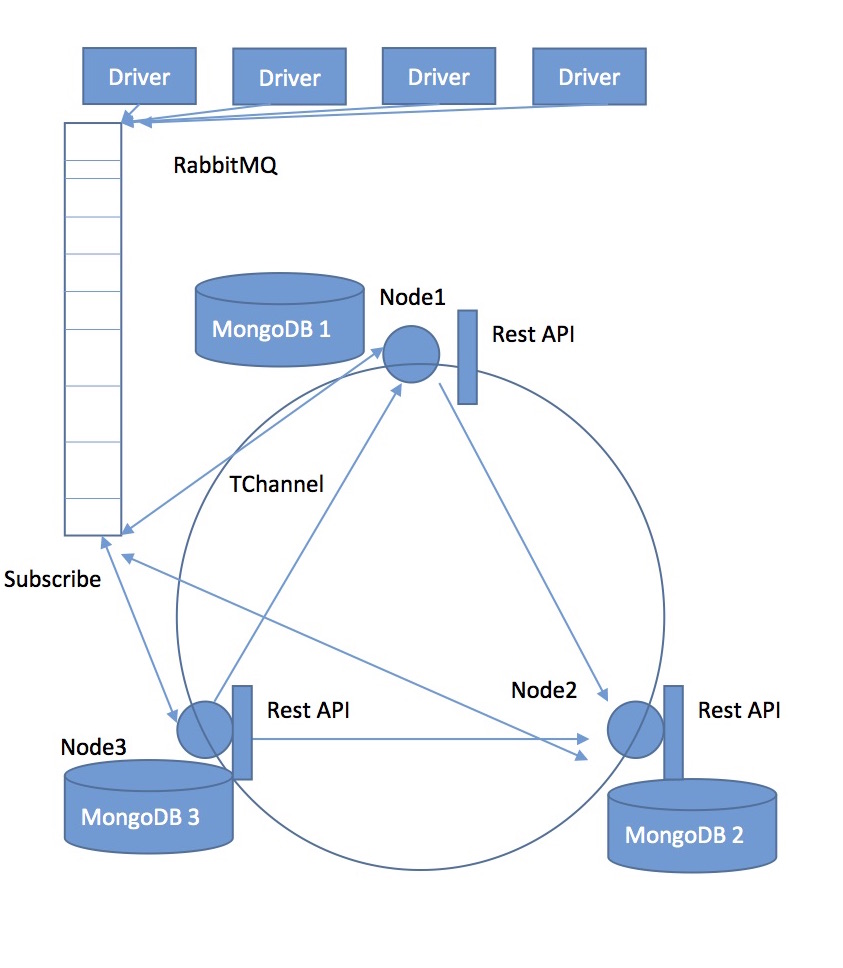 Driver
Driver
Driver
Driver
RabbitMQ
Node1
MongoDB 1
Rest API
TChannel
Subscribe
Node2
Rest API
Rest API
Node3
MongoDB 3
MongoDB 2